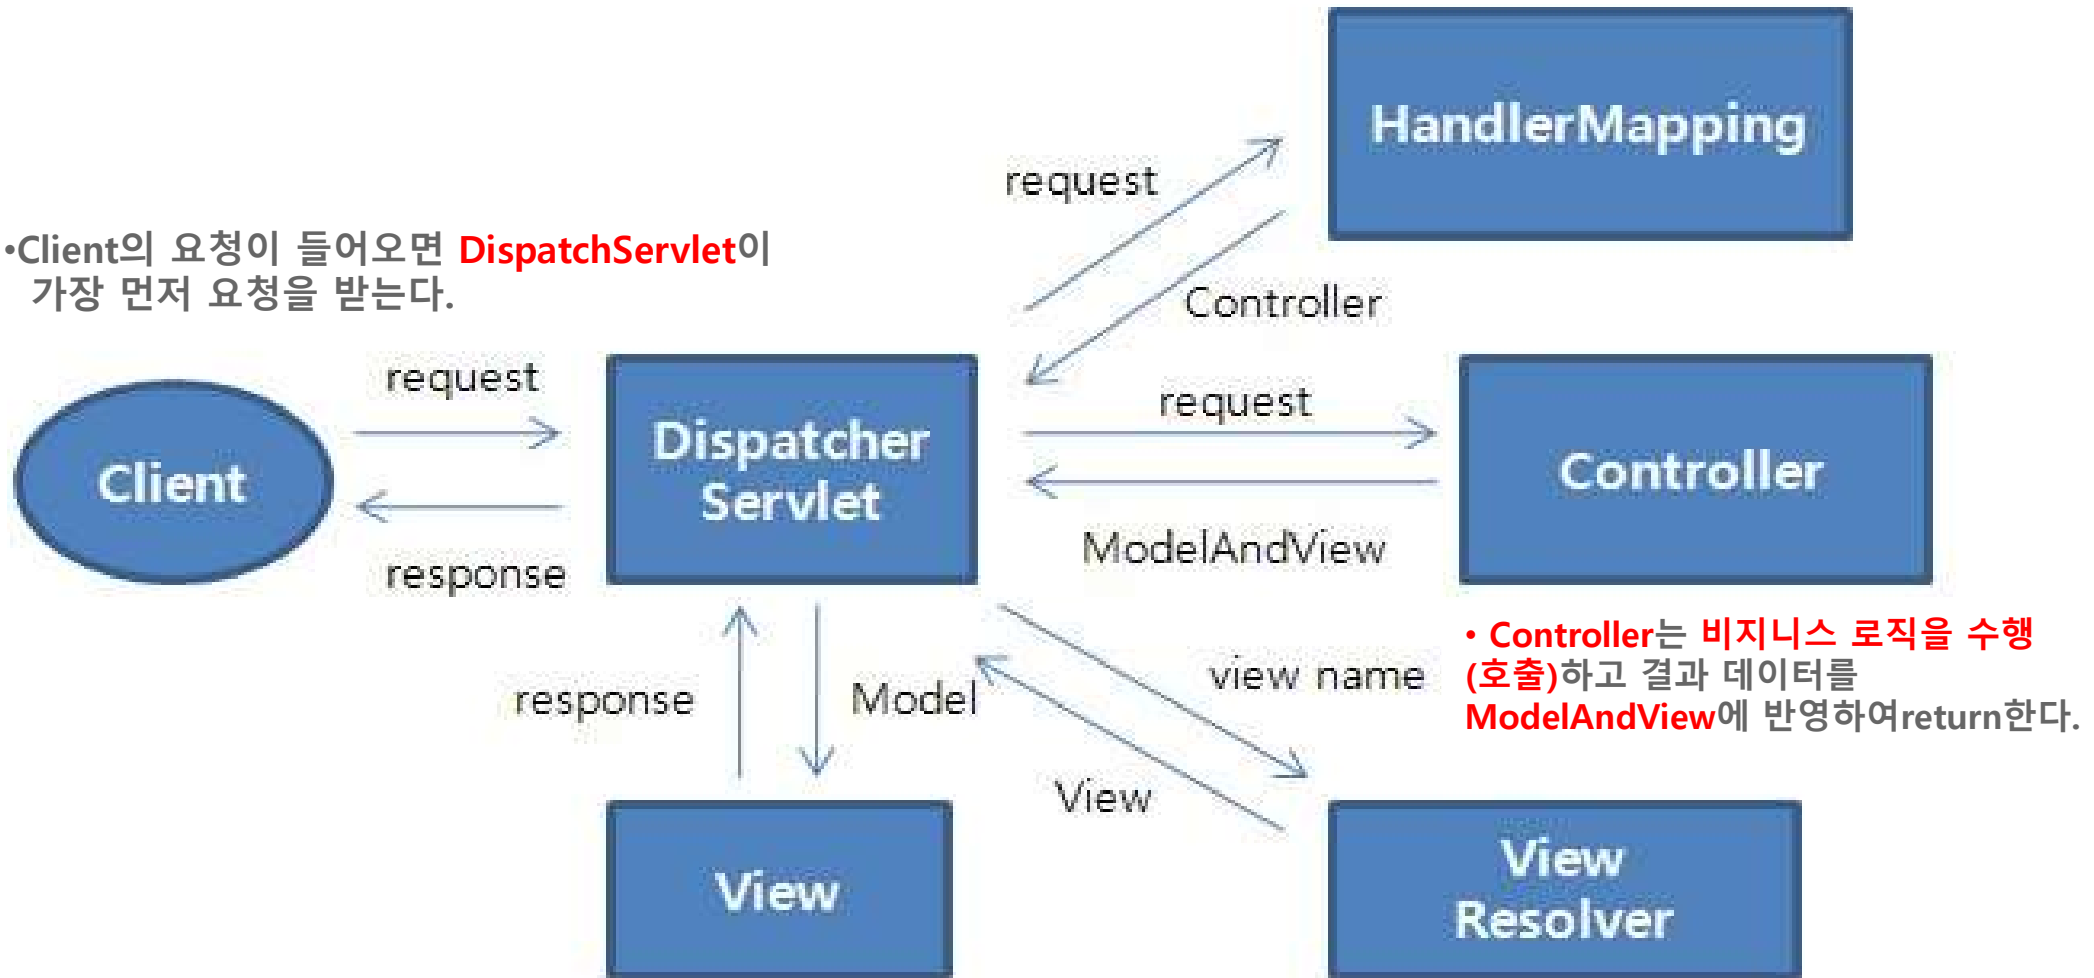 HandlerMapping
request
Controller
•Client의 요청이 들어오면 DispatchServlet이
가장 먼저 요청을 받는다.
request
Client
response
Dispatcher
Servlet
request
ModelAndView
Controller
• Controller는 비지니스 로직을 수행
(호출)하고 결과 데이터를
ModelAndView에 반영하여return한다.
response
Model
view name
View
View
View
Resolver